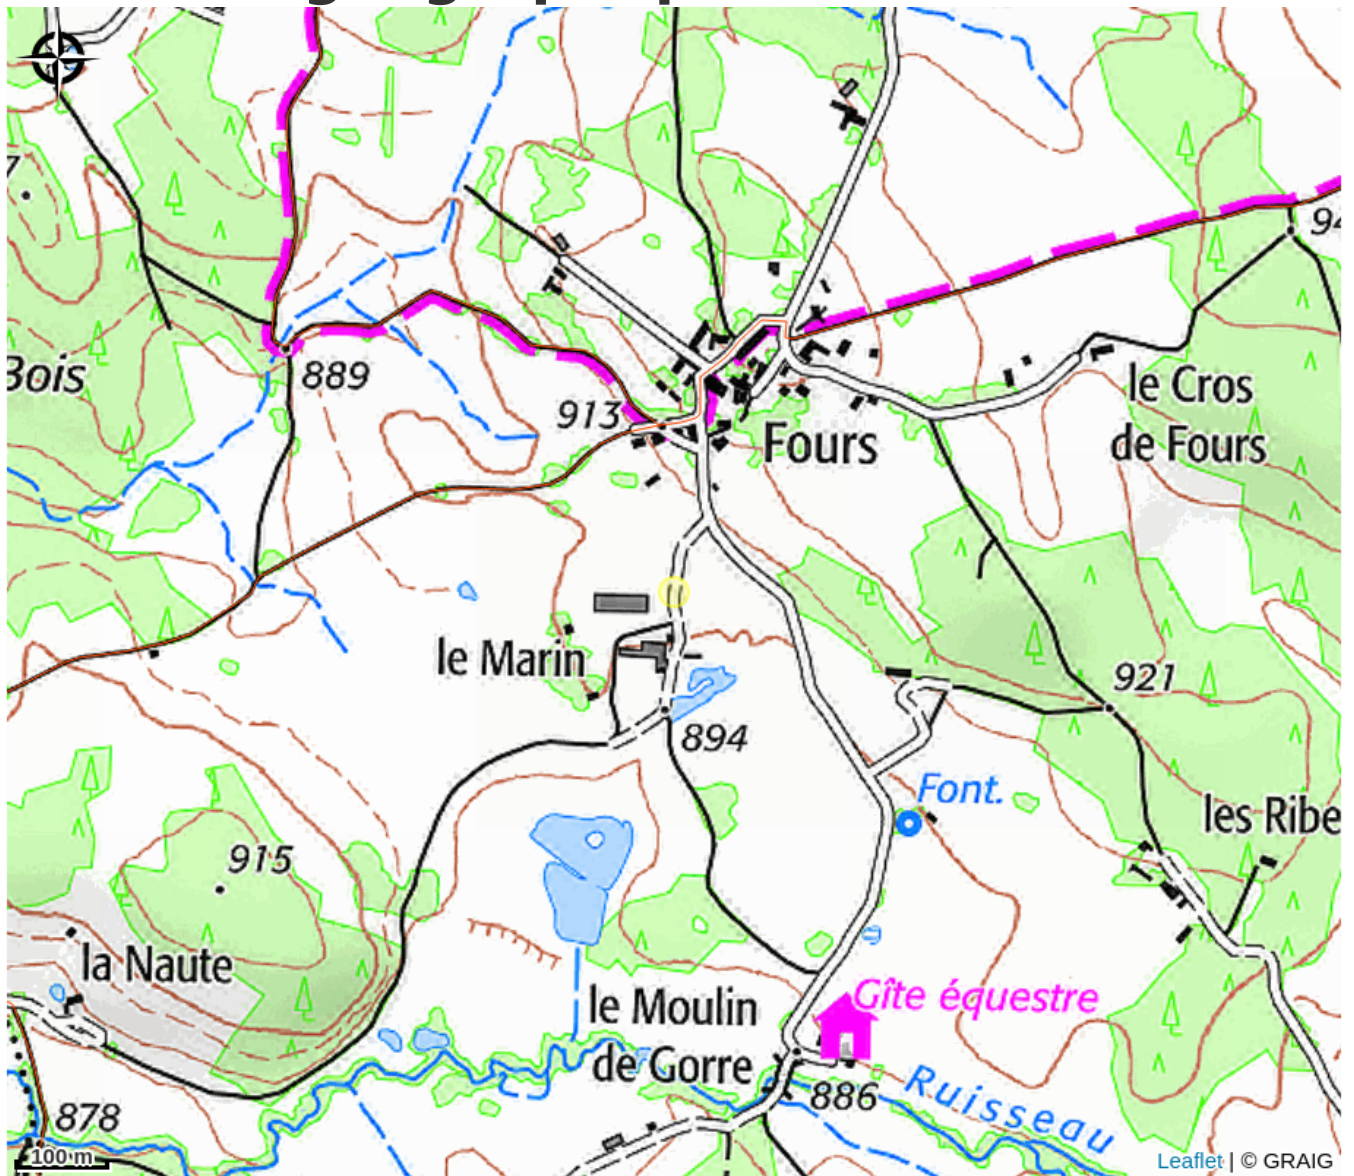 Bois
889
913
Fours
94
le Cros
de Fours
le Marin
894
921
Font.
les Ribe
915
la Naute
le Moulin
de Gorre
Gîte équestre
886
Ruisseau
878
100 m
Leaflet | © GRAIG